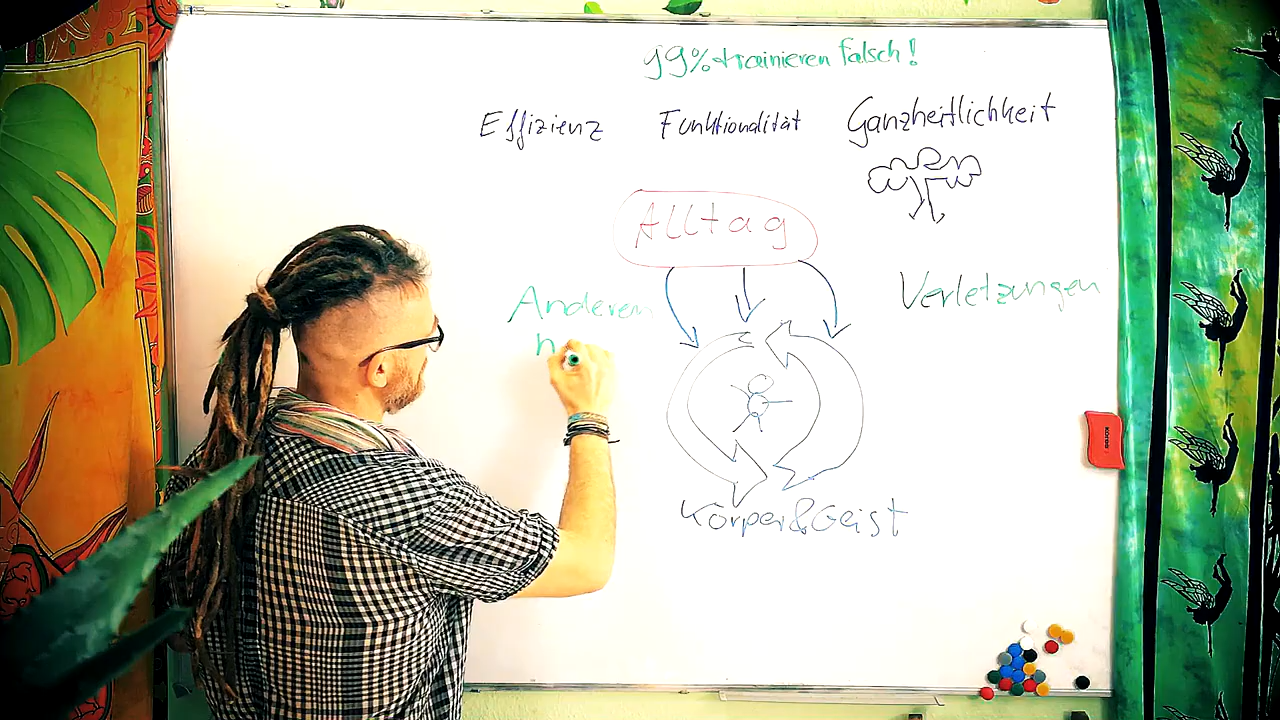 99% trainieren falsch!
Effizienz Funktionalität Ganzheitlichkeit
Alltag
Verletzungen
Anderen
h
Körper&Geist